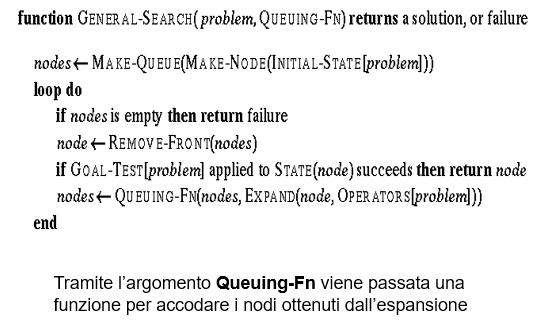 function GENERAL-SEARCH( problem, QUEUING-FN) returns a solution, or failure
nodes ← MAKE-QUEUE(MAKE-NODE(INITIAL-STATE[problem]))
loop do
if nodes is empty then return failure
node ← REMOVE-FRONT(nodes)
if GOAL-TEST[problem] applied to STATE(node) succeeds then return node
nodes ← QUEUING-FN(nodes, EXPAND(node, OPERATORS[problem]))
end
Tramite l'argomento Queuing-Fn viene passata una
funzione per accodare i nodi ottenuti dall'espansione